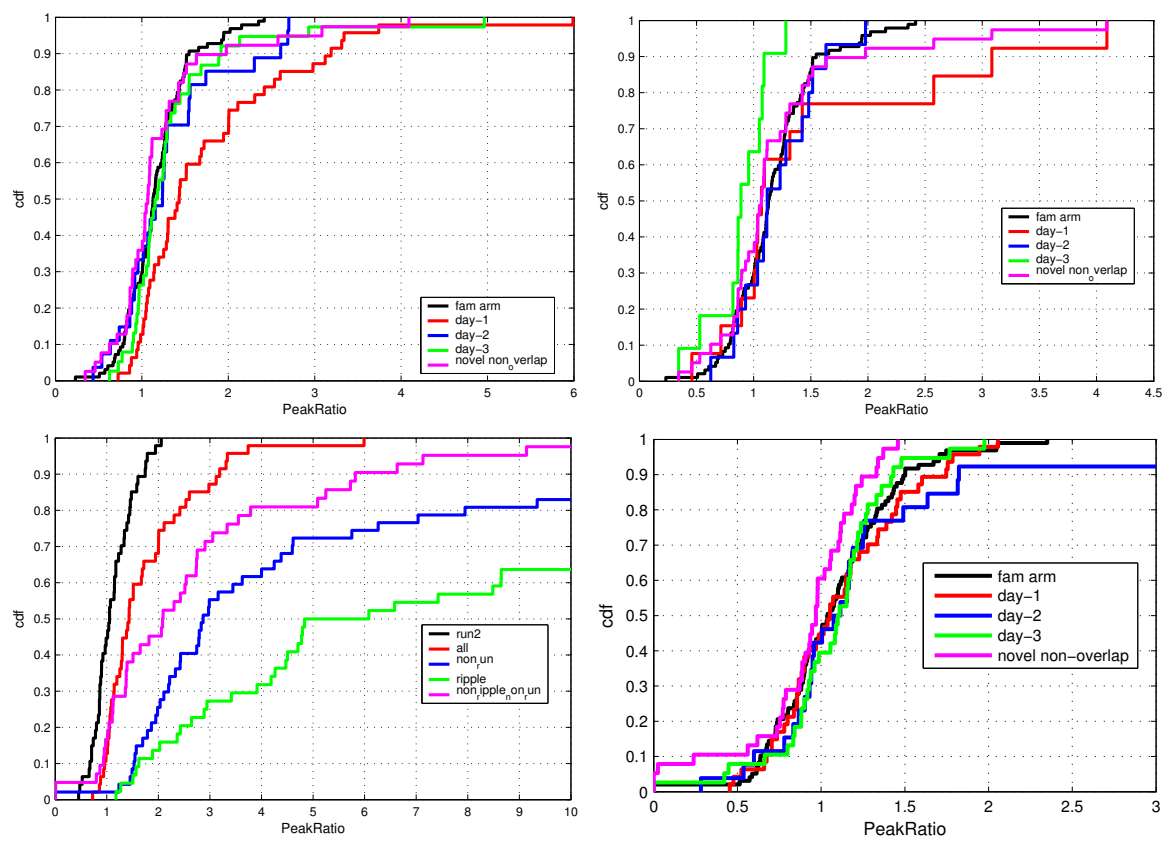 1
0.9
0.8
0.7
0.6
0.5
0.4
0.3
0.2
0.1
0
cdf
0 1 2 3 4 5 6
PeakRatio
fam arm
day−1
day−2
day−3
novel non_overlap
1
0.9
0.8
0.7
0.6
0.5
0.4
0.3
0.2
0.1
0
cdf
0 0.5 1 1.5 2 2.5 3 3.5 4 4.5
PeakRatio
fam arm
day−1
day−2
day−3
novel non_overlap
1
0.9
0.8
0.7
0.6
0.5
0.4
0.3
0.2
0.1
0
cdf
0 1 2 3 4 5 6 7 8 9 10
PeakRatio
run2
all
non_run
ripple
non_ripple_non_run
1
0.9
0.8
0.7
0.6
0.5
0.4
0.3
0.2
0.1
0
cdf
0 0.5 1 1.5 2 2.5 3
PeakRatio
fam arm
day−1
day−2
day−3
novel non−overlap